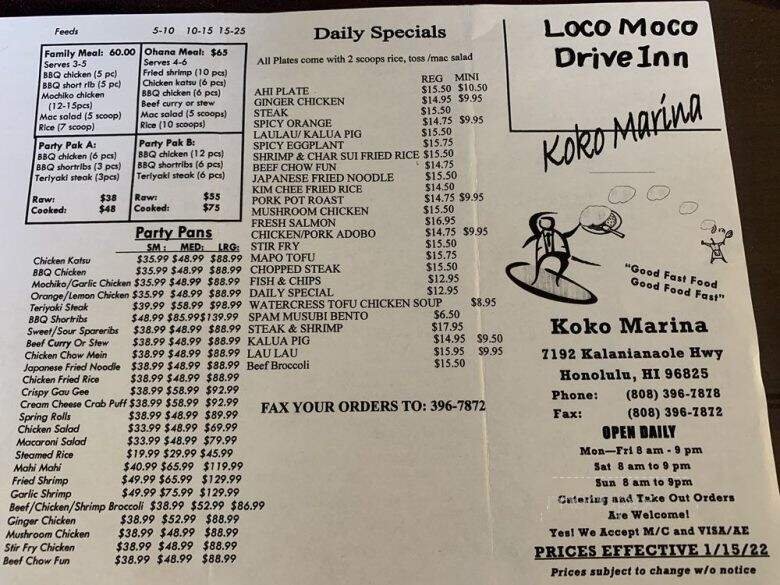 Feeds 5-10 10-15 15-25
Family Meal: 60.00
Serves 3-5
BBQ chicken (5 pc)
BBQ short rib (5 pc)
Mochiko chicken
(12-15pcs)
Mac salad (5 scoop)
Rice (7 scoop)
Ohana Meal: $65
Serves 4-6
Fried shrimp (10 pcs)
Chicken katsu (6 pcs)
BBQ chicken (6 pcs)
Beef curry or stew
Mac salad (5 scoops)
Rice (10 scoops)
Party Pak A:
BBQ chicken (6 pcs)
BBQ shortribs (3 pcs)
Teriyaki steak (3pcs)
Raw: $38
Cooked: $48
Party Pak B:
BBQ chicken (12 pcs)
BBQ shortribs (6 pcs)
Teriyaki steak (6 pcs)
Raw: $55
Cooked: $75
Party Pans
SM: MED: LRG:
Chicken Katsu $35.99 $48.99 $88.99
BBQ Chicken $35.99 $48.99 $88.99
Mochiko/Garlic Chicken $35.99 $48.99 $88.99
Orange/Lemon Chicken $35.99 $48.99 $88.99
Teriyaki Steak $39.99 $58.99 $98.99
BBQ Shortribs $48.99 $85.99 $139.99
Sweet/Sour Spareribs $38.99 $48.99 $88.99
Beef Curry Or Stew $38.99 $48.99 $88.99
Chicken Chow Mein $38.99 $48.99 $88.99
Japanese Fried Noodle $38.99 $48.99 $88.99
Chicken Fried Rice $38.99 $48.99 $88.99
Crispy Gau Gee $38.99 $58.99 $92.99
Cream Cheese Crab Puff $38.99 $58.99 $92.99
Spring Rolls $38.99 $48.99 $89.99
Chicken Salad $33.99 $48.99 $69.99
Macaroni Salad $33.99 $48.99 $79.99
Steamed Rice $19.99 $29.99 $45.99
Mahi Mahi $40.99 $65.99 $119.99
Fried Shrimp $49.99 $65.99 $129.99
Garlic Shrimp $49.99 $75.99 $129.99
Beef/Chicken/Shrimp Broccoli $38.99 $52.99 $86.99
Ginger Chicken $38.99 $52.99 $88.99
Mushroom Chicken $38.99 $48.99 $88.99
Stir Fry Chicken $38.99 $48.99 $88.99
Beef Chow Fun $38.99 $48.99 $88.99
Daily Specials
All Plates come with 2 scoops rice, toss /mac salad
REG MINI
AHI PLATE $15.50 $10.50
GINGER CHICKEN $14.95 $9.95
STEAK $15.50
SPICY ORANGE $14.75 $9.95
LAULAU/ KALUA PIG $15.50
SPICY EGGPLANT $15.75
SHRIMP & CHAR SUI FRIED RICE $15.50
BEEF CHOW FUN $14.75
JAPANESE FRIED NOODLE $15.50
KIM CHEE FRIED RICE $14.50
PORK POT ROAST $14.75 $9.95
MUSHROOM CHICKEN $15.50
FRESH SALMON $16.95
CHICKEN/PORK ADOBO $14.75 $9.95
STIR FRY $15.50
MAPO TOFU $15.75
CHOPPED STEAK $15.50
FISH & CHIPS $12.95
DAILY SPECIAL $12.95
WATERCRESS TOFU CHICKEN SOUP $8.95
SPAM MUSUBI BENTO $6.50
STEAK & SHRIMP $17.95
KALUA PIG $14.95 $9.50
LAU LAU $15.95 $9.95
Beef Broccoli $15.50
FAX YOUR ORDERS TO: 396-7872
Loco Moco
Drive Inn
Koko Marina
"Good Fast Food
Good Food Fast"
Koko Marina
7192 Kalanianaole Hwy
Honolulu, HI 96825
Phone: (808) 396-7878
Fax: (808) 396-7872
OPEN DAILY
Mon—Fri 8 am - 9 pm
Sat 8 am to 9 pm
Sun 8 am to 9pm
Catering and Take Out Orders
Are Welcome!
Yes! We Accept M/C and VISA/AE
PRICES EFFECTIVE 1/15/22
Prices subject to change w/o notice